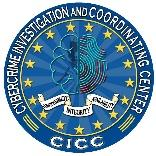 CYBERCRIME INVESTIGATION AND COORDINATING CENTER
INTEGRITY
CICC